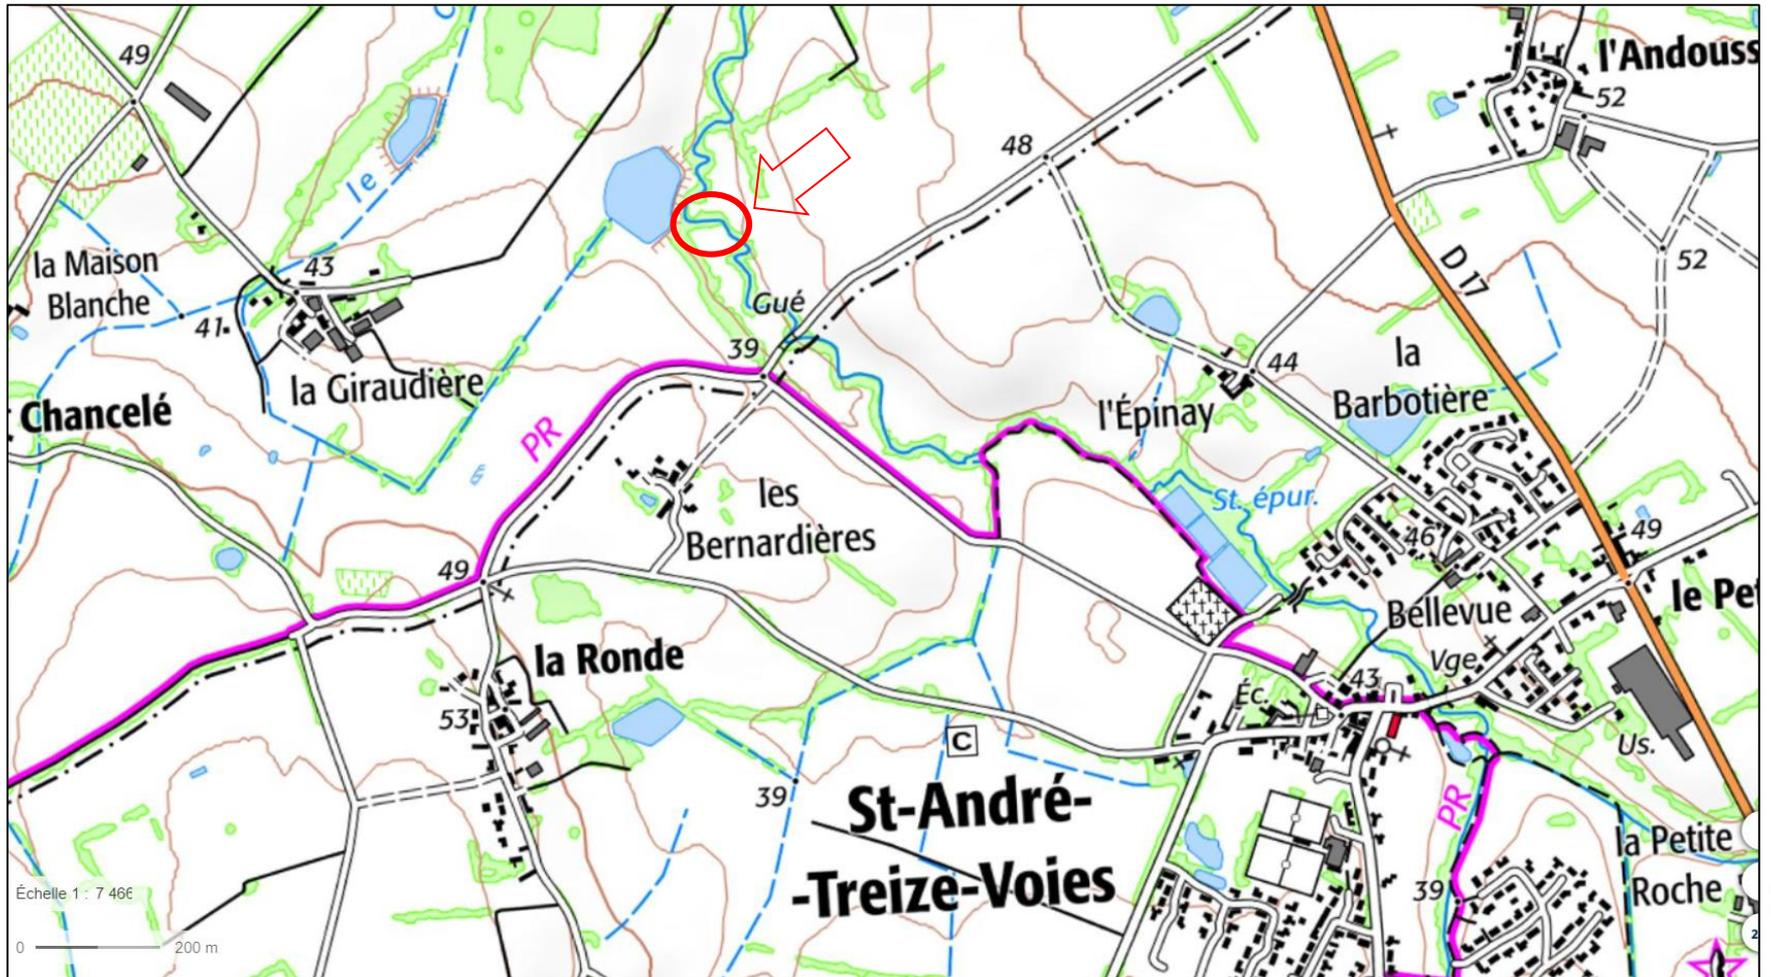 49
l'Andouss
52
48
le
la Maison
Blanche
43
41
D 17
52
Gué
39
la Giraudière
44
la
Barbotière
l'Épinay
Chancelé
PR
les
Bernardières
St. épur.
46
49
49
Bellevue
le Pet
la Ronde
Vge
43
Éc.
53
C
Us.
39
St-André-
-Treize-Voies
PR
la Petite
Roche
39
Échelle 1 : 7 466
0 200 m
2